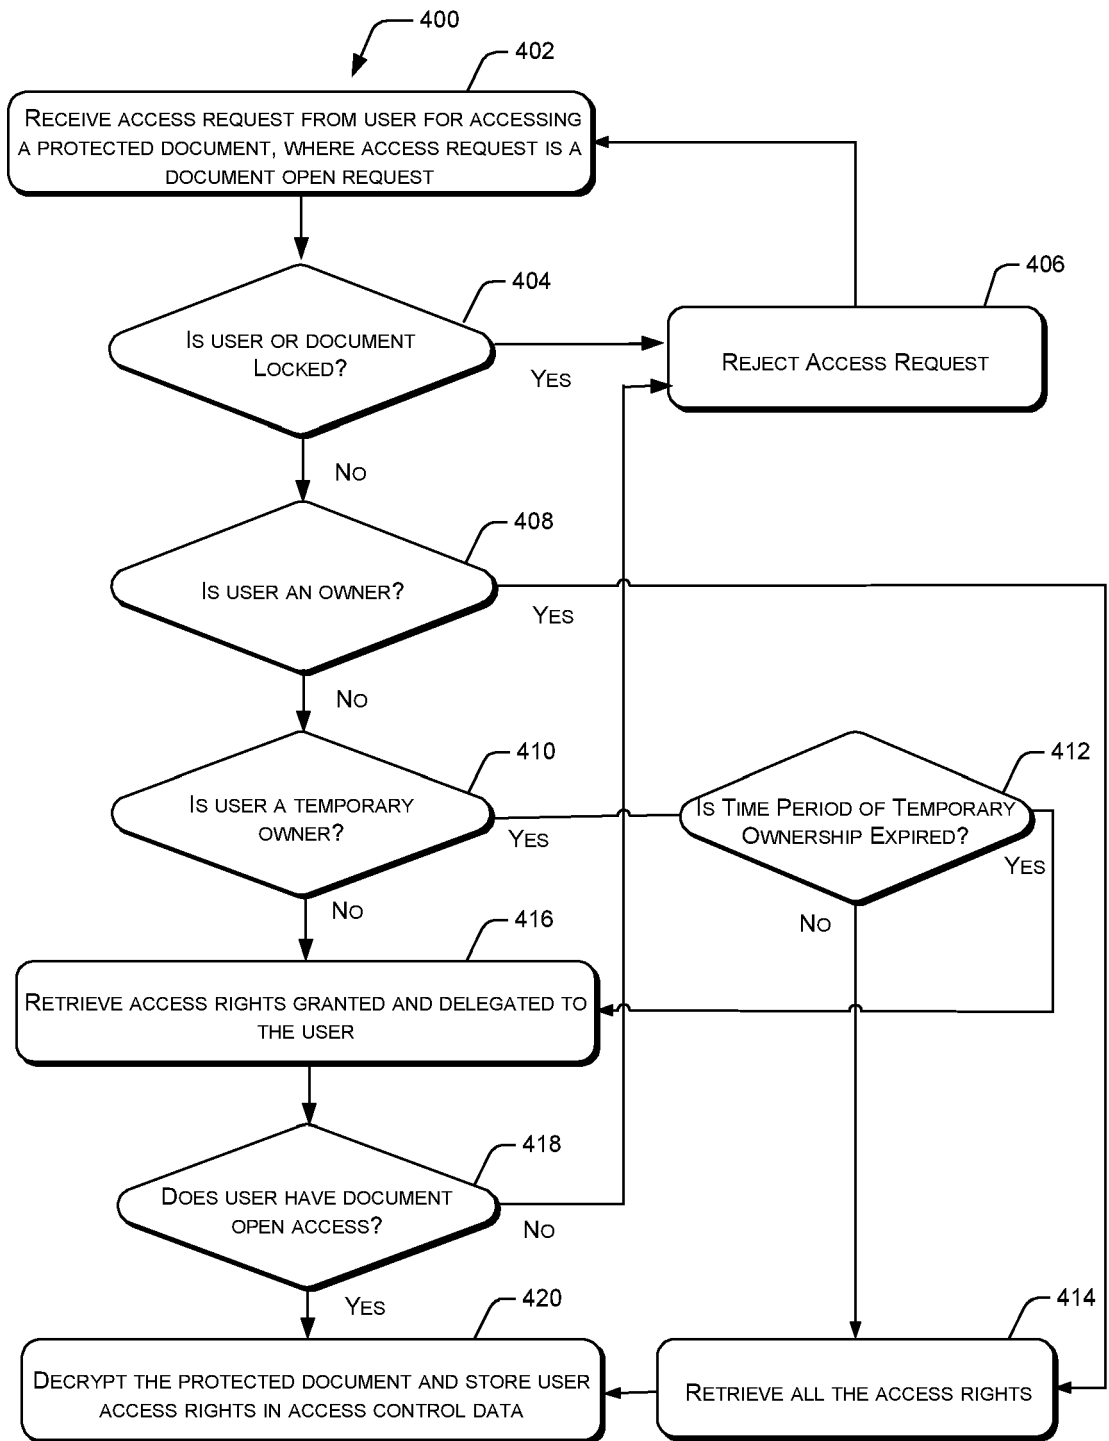 400
402
Receive access request from user for accessing
a protected document, where access request is a
document open request
404
Is user or document
Locked?
Yes
406
Reject Access Request
No
408
Is user an owner?
Yes
No
410
Is user a temporary
owner?
Yes
412
Is Time Period of Temporary
Ownership Expired?
Yes
No
No
416
Retrieve access rights granted and delegated to
the user
418
Does user have document
open access?
No
Yes
420
Decrypt the protected document and store user
access rights in access control data
414
Retrieve all the access rights